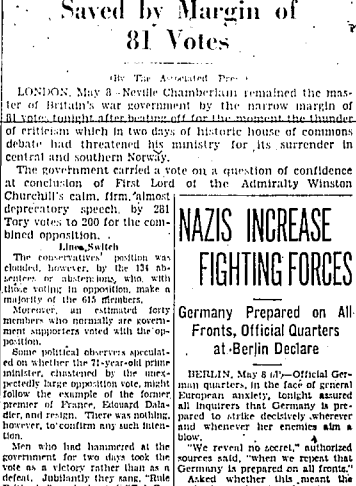 Saved by Margin of
81 Votes
(By The Associated Press)
LONDON, May 8—Neville Chamberlain remained the mas-
ter of Britain's war government by the narrow margin of
81 votes tonight after beating off for the moment the thunder
of criticism which in two days of historic house of commons
debate had threatened his ministry for its surrender in
central and southern Norway.
The government carried a vote on a question of confidence
at conclusion of First Lord of the Admiralty Winston
Churchill's calm, firm, almost
deprecatory speech, by 281
Tory votes to 200 for the com-
bined opposition.
Lines Switch
The conservatives' position was
clouded, however, by the 134 ab-
sentees or abstentions, who, with
those voting in opposition, make a
majority of the 615 members.
Moreover, an estimated forty
members who normally are govern-
ment supporters voted with the op-
position.
Some political observers speculat-
ed on whether the 71-year-old prime
minister, chastened by the unex-
pectedly large opposition vote, might
follow the example of the former
premier of France, Edouard Dala-
dier, and resign. There was nothing,
however, to confirm any such inten-
tion.
Men who had hammered at the
government for two days took the
vote as a victory rather than as a
defeat. Jubilantly they sang, "Rule
NAZIS INCREASE
FIGHTING FORCES
Germany Prepared on All
Fronts, Official Quarters
at Berlin Declare
BERLIN, May 8 —Official Ger-
man quarters, in the face of general
European anxiety, tonight assured
all inquirers that Germany is pre-
pared to strike decisively wherever
and whenever her enemies aim a
blow.
"We reveal no secret," authorized
sources said, "when we repeat that
Germany is prepared on all fronts."
Asked whether this meant the